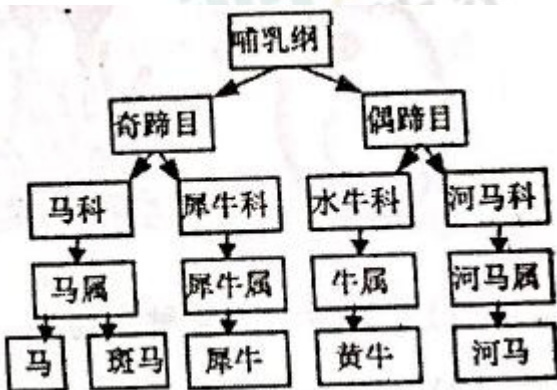 哺乳纲
奇蹄目 偶蹄目
马科 犀牛科 水牛科 河马科
马属 犀牛属 牛属 河马属
马 斑马 犀牛 黄牛 河马